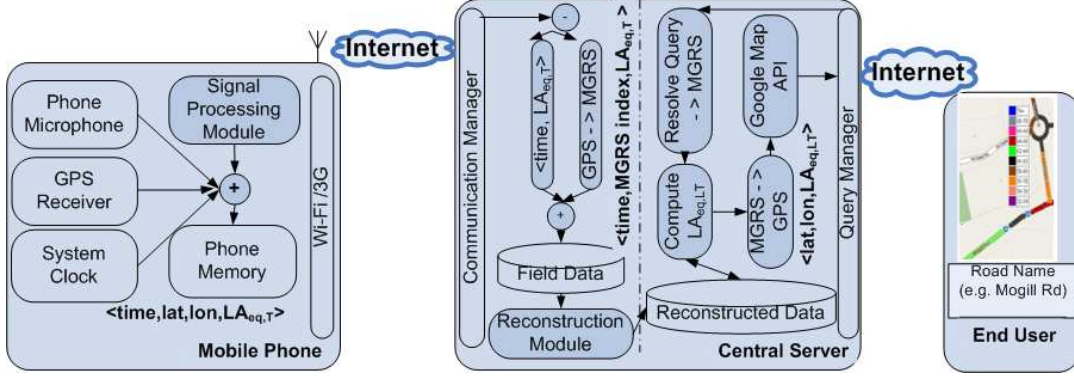 Phone
Microphone
Signal
Processing
Module
GPS
Receiver
+
System
Clock
Phone
Memory
<time,lat,lon,LAeq,T>
Mobile Phone
Wi-Fi /3G
Internet
Communication Manager
-
<time, LAeq,T>
GPS -> MGRS
+
Field Data
Reconstruction
Module
<time,MGRS index,LAeq,T>
Resolve Query
-> MGRS
Compute
LAeq,LT
Google Map
API
MGRS ->
GPS
<lat,lon,LAeq,LT>
Reconstructed Data
Central Server
Query Manager
Internet
Road Name
(e.g. Mogill Rd)
End User